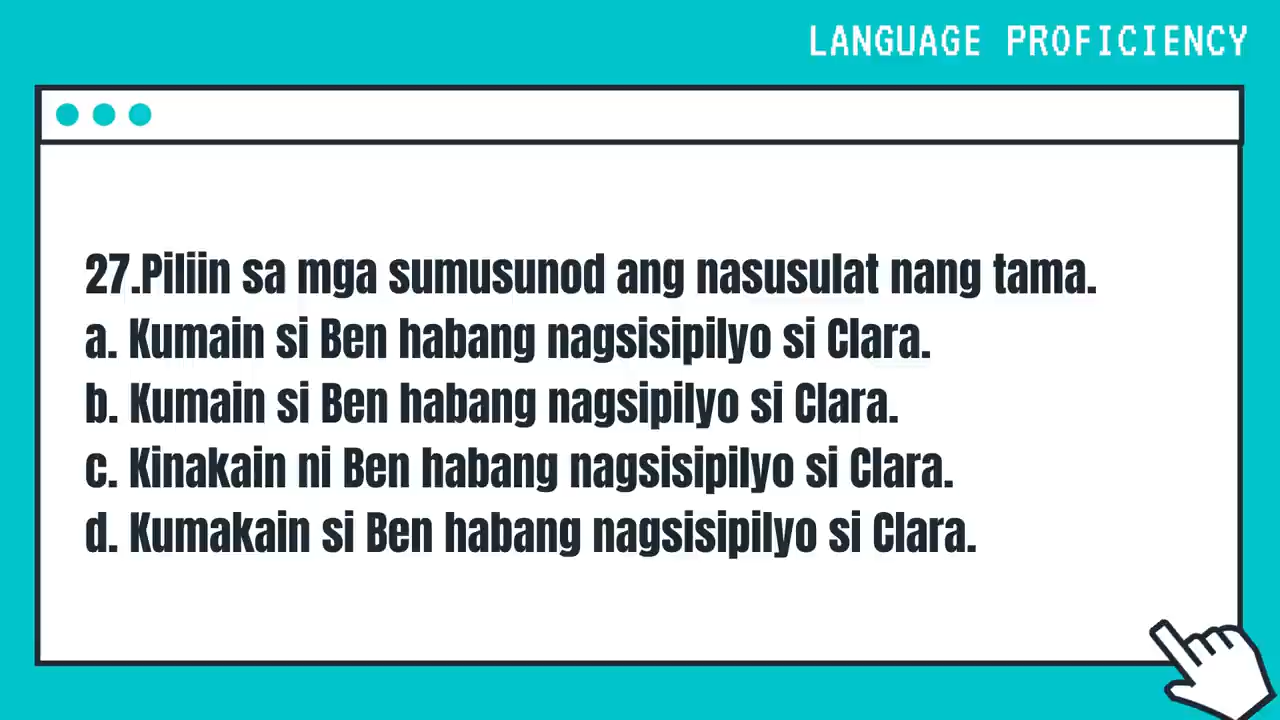 LANGUAGE PROFICIENCY
27.Piliin sa mga sumusunod ang nasusulat nang tama.
a. Kumain si Ben habang nagsisipilyo si Clara.
b. Kumain si Ben habang nagsipilyo si Clara.
c. Kinakain ni Ben habang nagsisipilyo si Clara.
d. Kumakain si Ben habang nagsisipilyo si Clara.